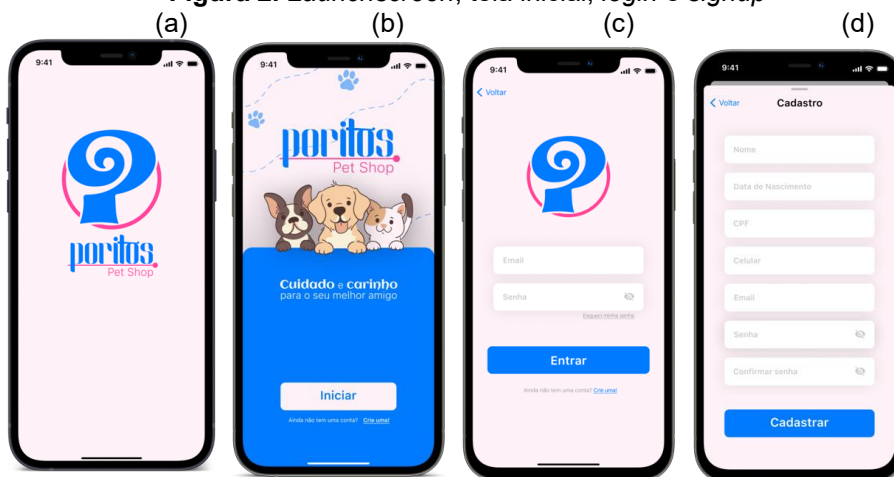 Figura 2. Launchscreen, tela inicial, login e signup
(a)
(b)
(c)
(d)
9:41
poritos
Pet Shop
9:41
poritos
Pet Shop
Cuidado e carinho
para o seu melhor amigo
Iniciar
Ainda não tem uma conta? Crie uma!
9:41
Voltar
Email
Senha
Esqueci minha senha
Entrar
Ainda não tem uma conta? Crie uma!
9:41
Voltar
Cadastro
Nome
Data de Nascimento
CPF
Celular
Email
Senha
Confirmar senha
Cadastrar